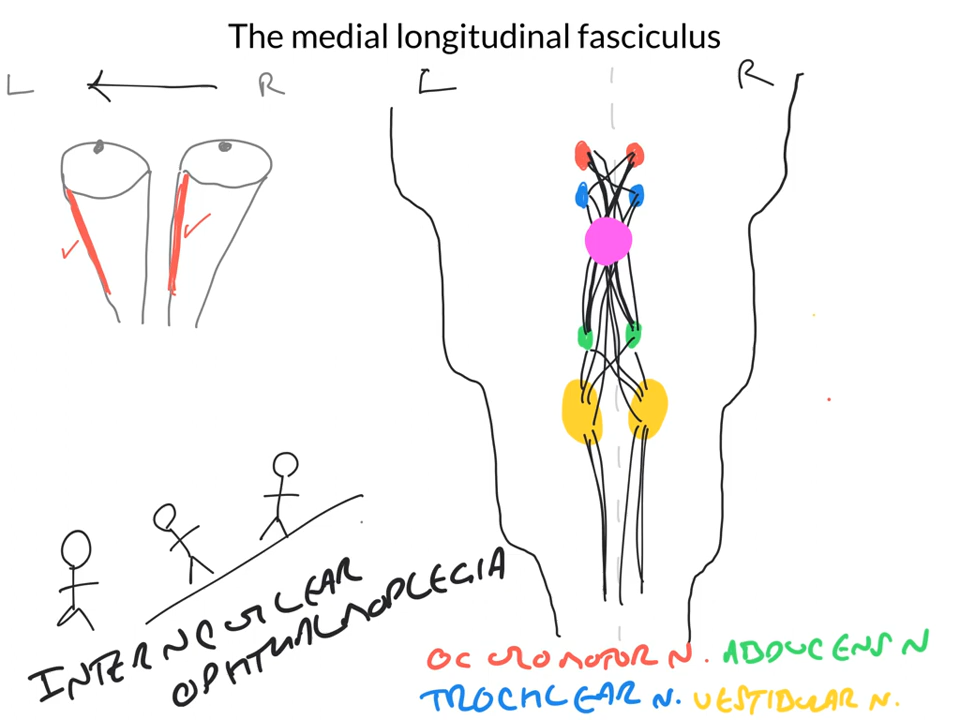 The medial longitudinal fasciculus
L R
L R
INTERNUCLEAR
OPHTHALMOPLEGIA
OCULOMOTOR N. ABDUCENS N
TROCHLEAR N. VESTIBULAR N.